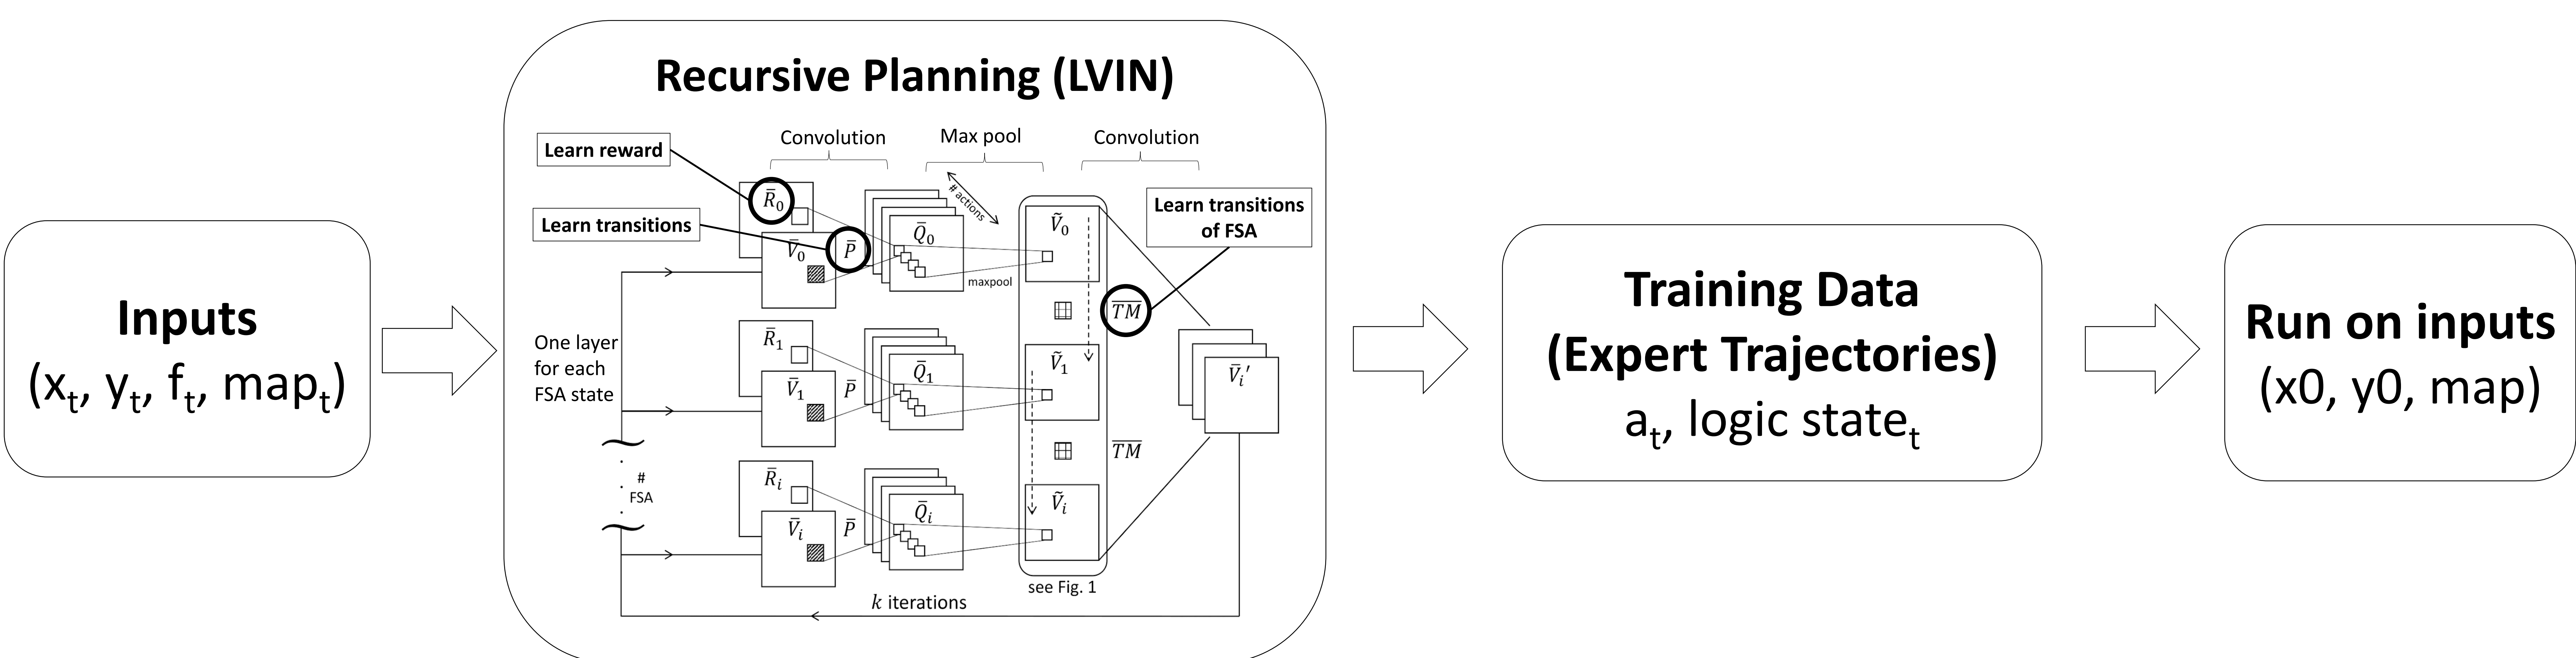 Inputs
(xt, yt, ft, mapt)
Recursive Planning (LVIN)
Convolution
Max pool
Convolution
Learn reward
Learn transitions
Learn transitions
of FSA
# actions
R̄0
V̄0
P̄
Q̄0
maxpool
Ṽ0
T̅M̅
One layer
for each
FSA state
R̄1
V̄1
P̄
Q̄1
Ṽ1
V̄i′
T̅M̅
#
FSA
R̄i
V̄i
P̄
Q̄i
Ṽi
see Fig. 1
k iterations
Training Data
(Expert Trajectories)
at, logic statet
Run on inputs
(x0, y0, map)